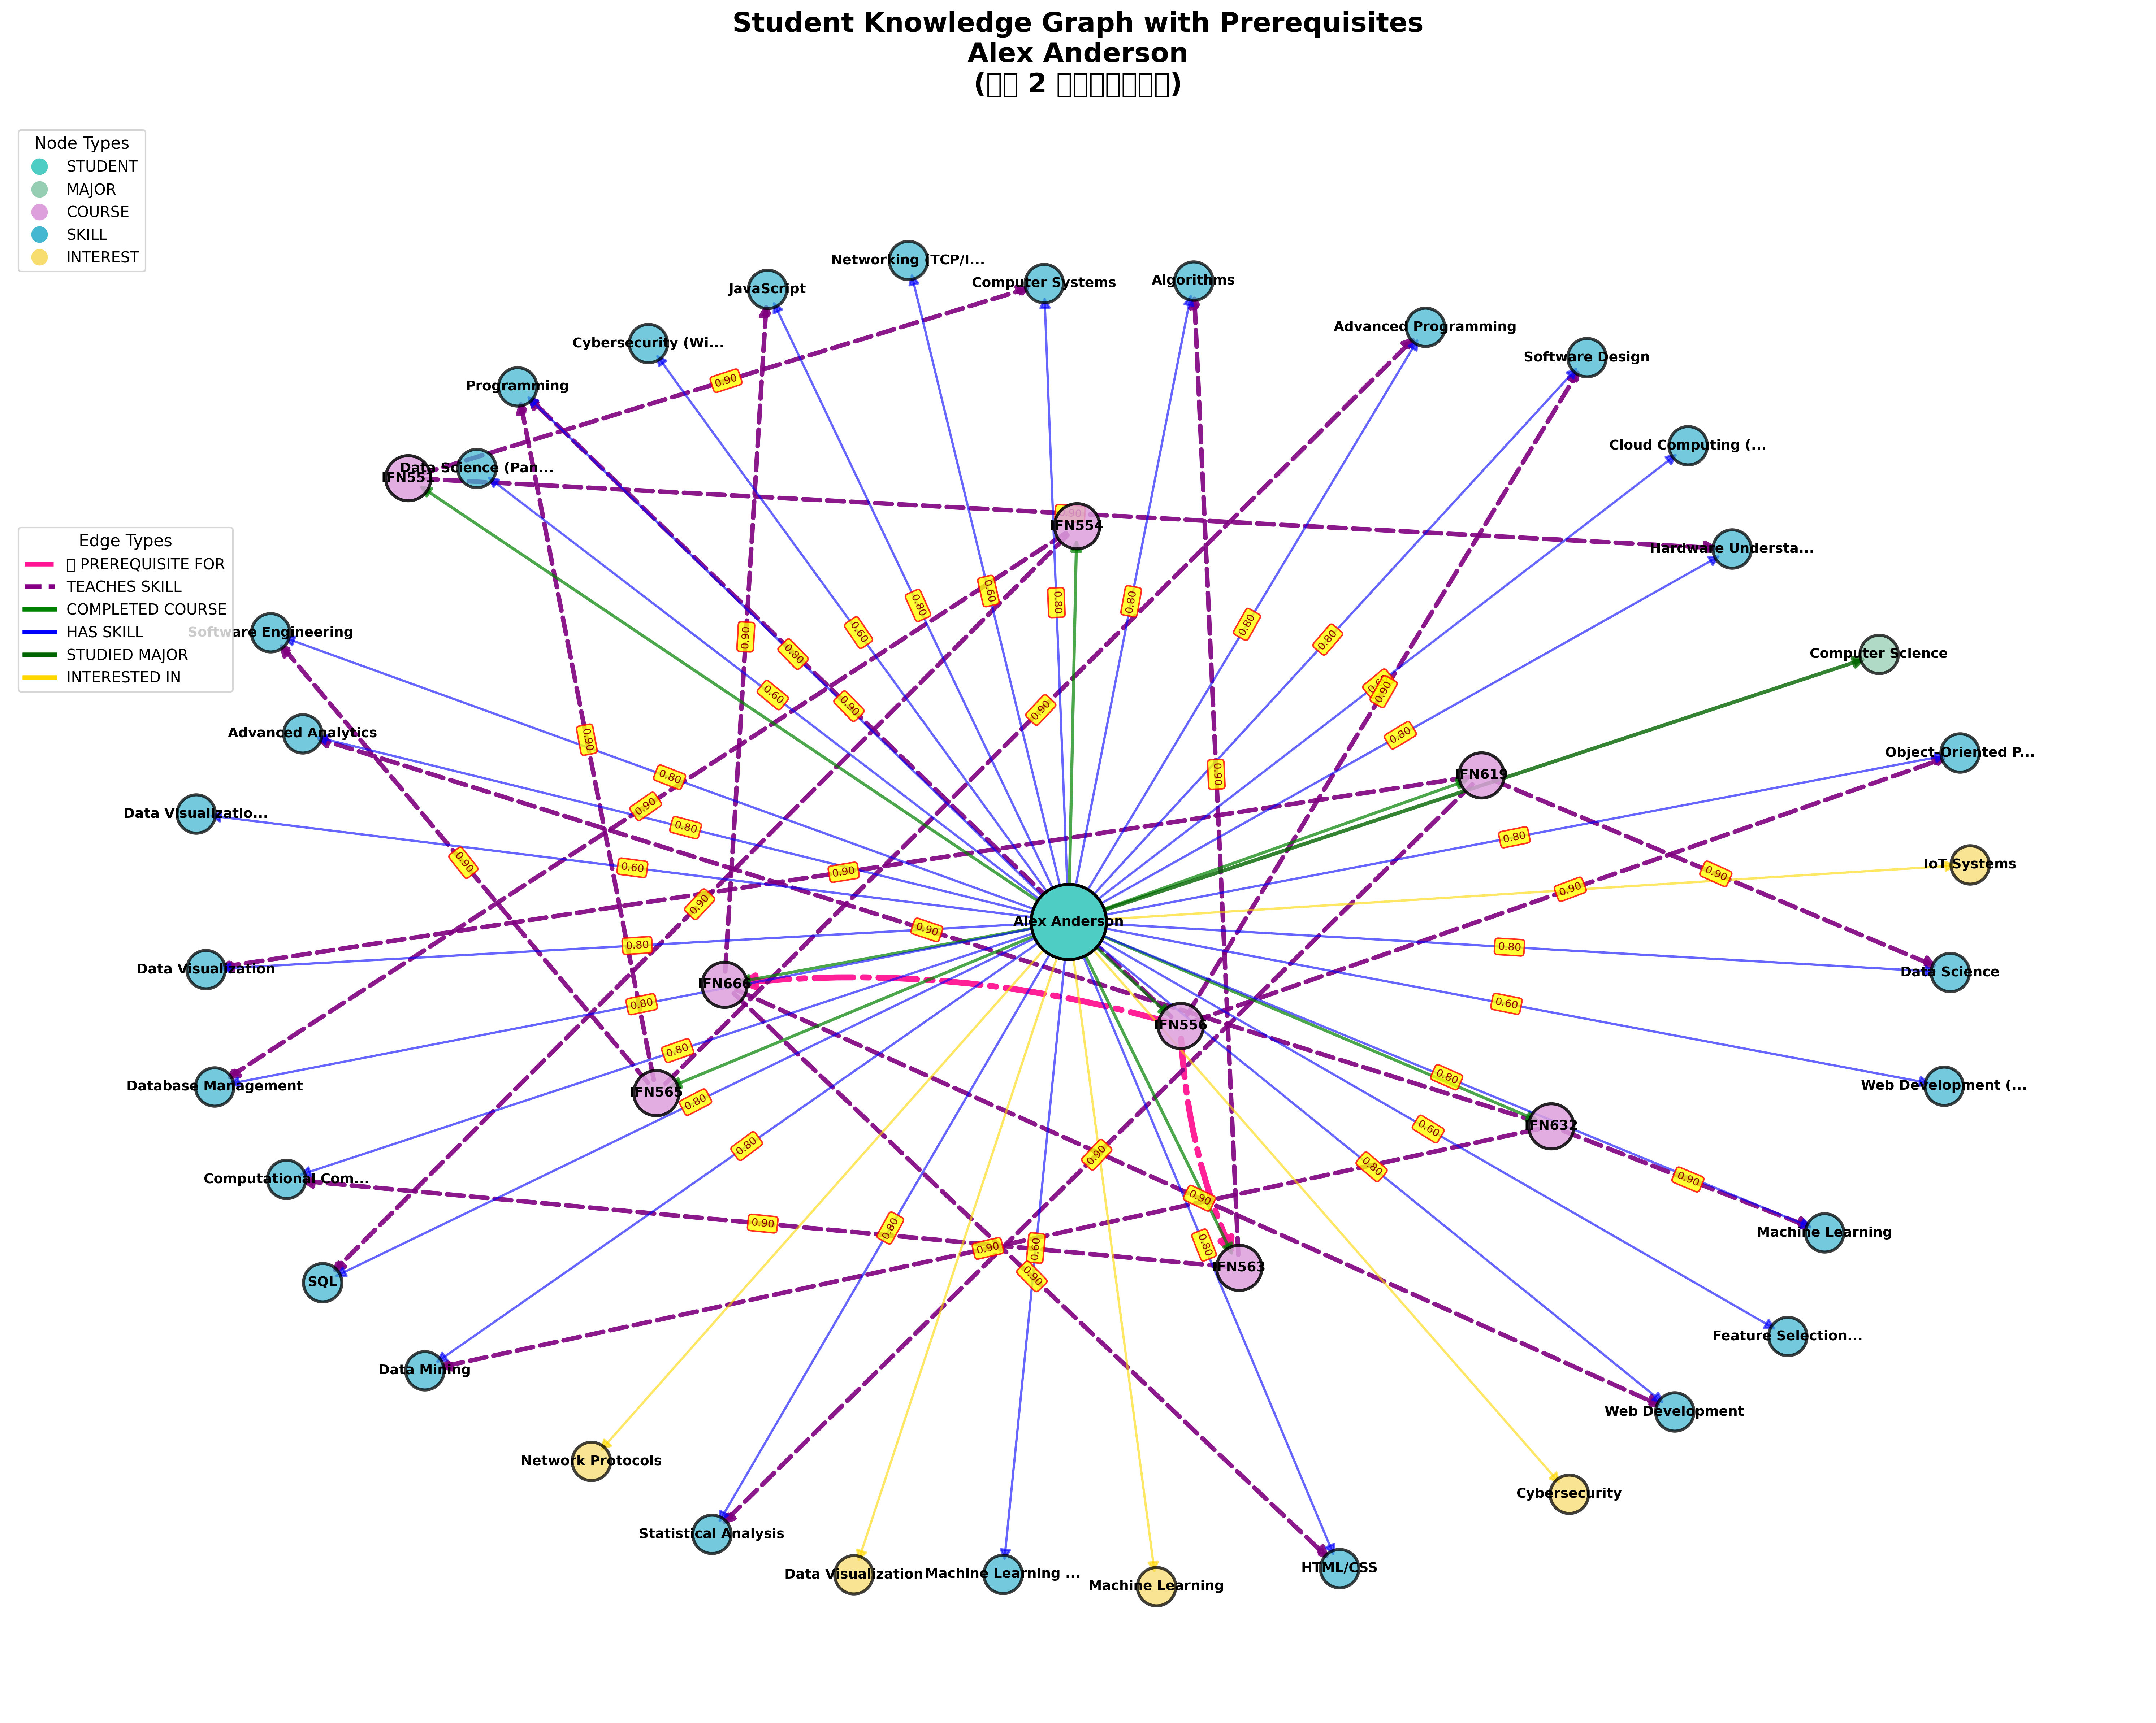 Student Knowledge Graph with Prerequisites
Alex Anderson
Node Types
STUDENT
MAJOR
COURSE
SKILL
INTEREST
Edge Types
PREREQUISITE FOR
TEACHES SKILL
COMPLETED COURSE
HAS SKILL
STUDIED MAJOR
INTERESTED IN
Networking (TCP/I...
JavaScript
Computer Systems
Algorithms
Cybersecurity (Wi...
Advanced Programming
Software Design
Programming
0.90
Cloud Computing (...
Data Science (Pan...
IFN551
IFN554
Hardware Understa...
0.60
0.80
0.80
0.80
0.60
0.80
0.80
Software Engineering
0.90
0.80
Computer Science
0.60
0.90
0.90
0.90
Advanced Analytics
0.90
0.80
Object-Oriented P...
0.80
0.90
IFN619
Data Visualizatio...
0.90
0.80
0.80
0.90
0.60
0.90
0.90
IoT Systems
0.90
0.90
0.90
Alex Anderson
0.90
0.80
0.80
Data Visualization
Data Science
IFN666
0.80
0.60
IFN556
0.80
0.80
Database Management
IFN565
0.80
Web Development (...
IFN632
0.60
0.80
0.90
0.80
Computational Com...
0.90
0.90
0.80
0.90
0.80
Machine Learning
0.90
IFN563
0.90
SQL
Feature Selection...
Data Mining
Web Development
Network Protocols
Cybersecurity
Statistical Analysis
Data Visualization
Machine Learning ...
Machine Learning
HTML/CSS